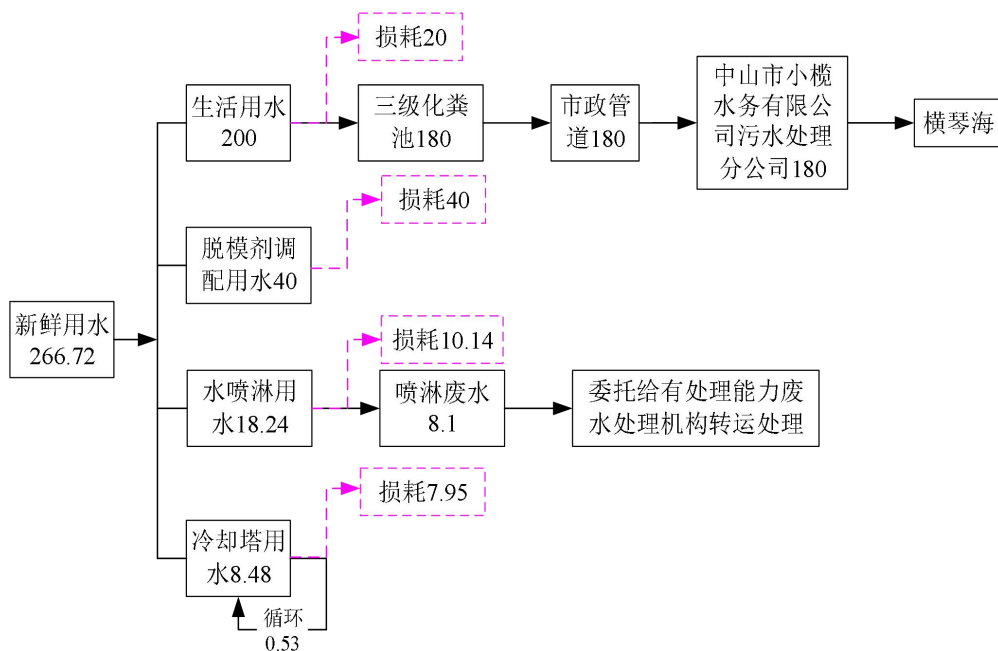 损耗20
生活用水
200
三级化粪
池180
市政管
道180
中山市小榄
水务有限公
司污水处理
分公司180
横琴海
损耗40
脱模剂调
配用水40
新鲜用水
266.72
损耗10.14
水喷淋用
水18.24
喷淋废水
8.1
委托给有处理能力废
水处理机构转运处理
损耗7.95
冷却塔用
水8.48
循环
0.53